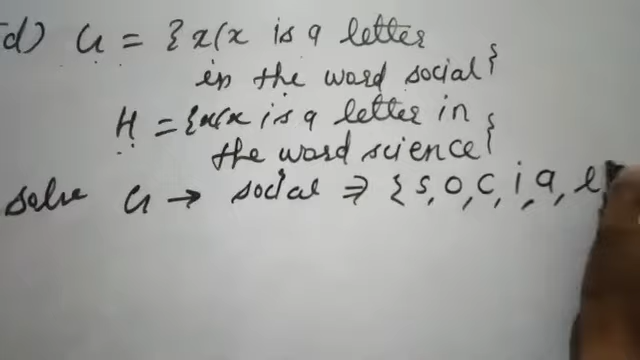 d) G = {x/x is a letter
in the word social}
H = {x/x is a letter in
the word science}
solve G → social ⇒ {s, o, c, i, a, l